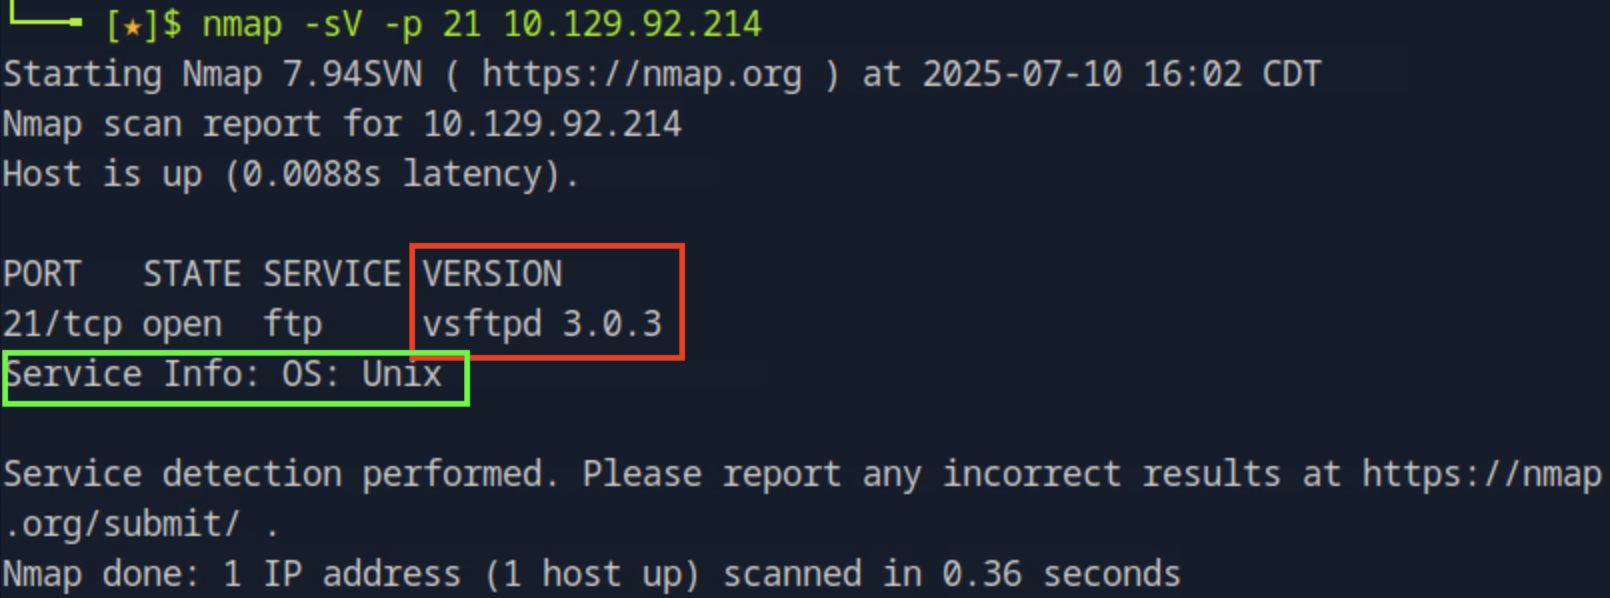 [★]$ nmap -sV -p 21 10.129.92.214
Starting Nmap 7.94SVN ( https://nmap.org ) at 2025-07-10 16:02 CDT
Nmap scan report for 10.129.92.214
Host is up (0.0088s latency).
PORT   STATE SERVICE VERSION
21/tcp open  ftp     vsftpd 3.0.3
Service Info: OS: Unix
Service detection performed. Please report any incorrect results at https://nmap
.org/submit/ .
Nmap done: 1 IP address (1 host up) scanned in 0.36 seconds